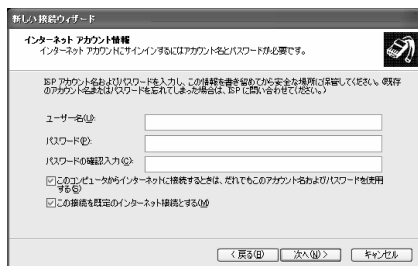 新しい接続ウィザード
インターネット アカウント情報
インターネット アカウントにサインインするにはアカウント名とパスワードが必要です。
ISP アカウント名およびパスワードを入力し、この情報を書き留めてから安全な場所に保管してください。(既存
のアカウント名またはパスワードを忘れてしまった場合は、ISP に問い合わせてください。)
ユーザー名(U):
パスワード(P):
パスワードの確認入力(C):
このコンピュータからインターネットに接続するときは、だれでもこのアカウント名およびパスワードを使用
する(S)
この接続を既定のインターネット接続とする(M)
< 戻る(B) 次へ(N) > キャンセル